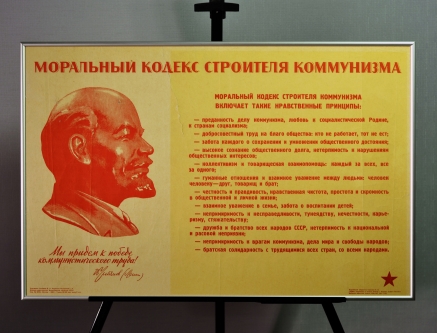 МОРАЛЬНЫЙ КОДЕКС СТРОИТЕЛЯ КОММУНИЗМА
МОРАЛЬНЫЙ КОДЕКС СТРОИТЕЛЯ КОММУНИЗМА
ВКЛЮЧАЕТ ТАКИЕ НРАВСТВЕННЫЕ ПРИНЦИПЫ:
— преданность делу коммунизма, любовь к социалистической Родине,
к странам социализма;
— добросовестный труд на благо общества: кто не работает, тот не ест;
— забота каждого о сохранении и умножении общественного достояния;
— высокое сознание общественного долга, нетерпимость к нарушениям
общественных интересов;
— коллективизм и товарищеская взаимопомощь: каждый за всех, все
за одного;
— гуманные отношения и взаимное уважение между людьми: человек
человеку—друг, товарищ и брат;
— честность и правдивость, нравственная чистота, простота и скромность
в общественной и личной жизни;
— взаимное уважение в семье, забота о воспитании детей;
— непримиримость к несправедливости, тунеядству, нечестности, карье-
ризму, стяжательству;
— дружба и братство всех народов СССР, нетерпимость к национальной
и расовой неприязни;
— непримиримость к врагам коммунизма, дела мира и свободы народов;
— братская солидарность с трудящимися всех стран, со всеми народами.
Мы придем к победе
коммунистического труда!